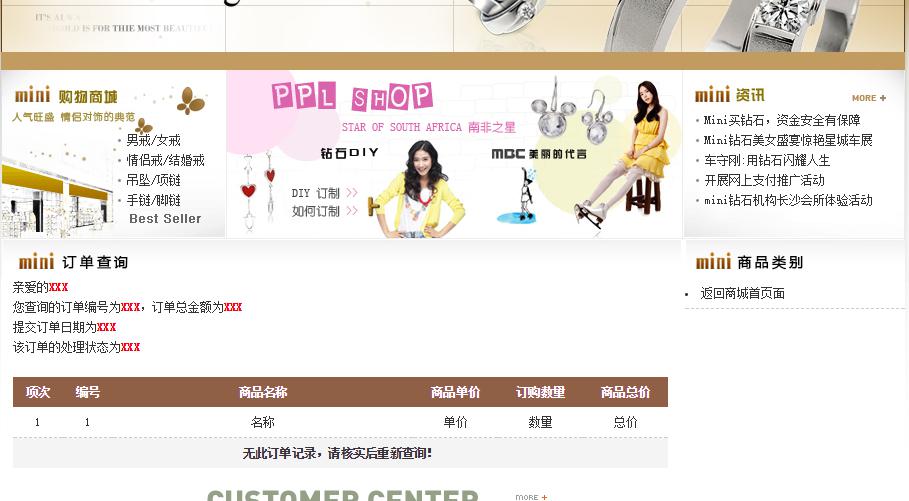 IT'S ALWA
GOLD IS FOR THIE MOST BEAUTIFU
mini 购物商城
人气旺盛 情侣对饰的典范
男戒/女戒
情侣戒/结婚戒
吊坠/项链
手链/脚链
Best Seller
PPL SHOP
STAR OF SOUTH AFRICA 南非之星
钻石DIY
DIY 订制 >>
如何订制 >>
MBC 美丽的代言
mini 资讯
MORE +
Mini买钻石，资金安全有保障
Mini钻石美女盛宴惊艳星城车展
车守刚:用钻石闪耀人生
开展网上支付推广活动
mini钻石机构长沙会所体验活动
mini 订单查询
亲爱的XXX
您查询的订单编号为XXX，订单总金额为XXX
提交订单日期为XXX
该订单的处理状态为XXX
mini 商品类别
返回商城首页面
项次 编号 商品名称 商品单价 订购数量 商品总价
1 1 名称 单价 数量 总价
无此订单记录，请核实后重新查询!
CUSTOMER CENTER
MORE +